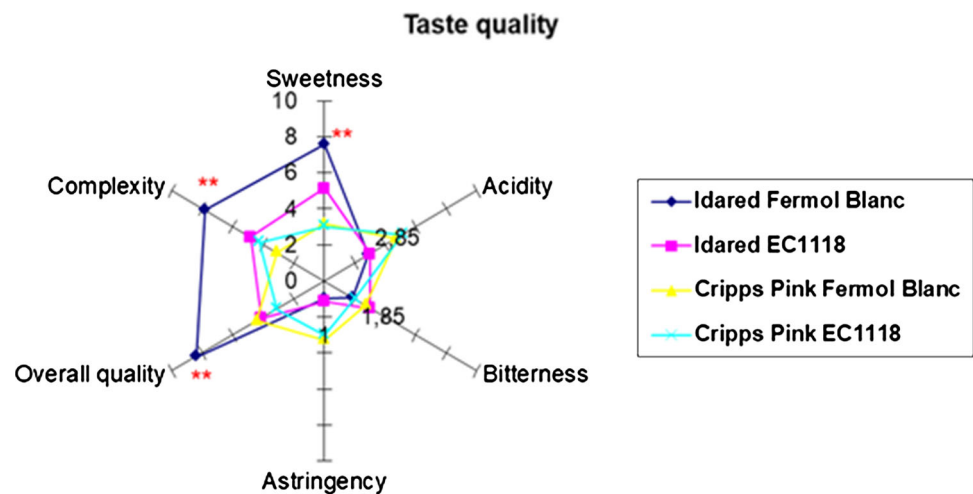 Taste quality
Sweetness
10
8
**
6
4
2
0
Complexity
**
Acidity
2,85
1,85
1
Overall quality
**
Bitterness
Astringency
Idared Fermol Blanc
Idared EC1118
Cripps Pink Fermol Blanc
Cripps Pink EC1118